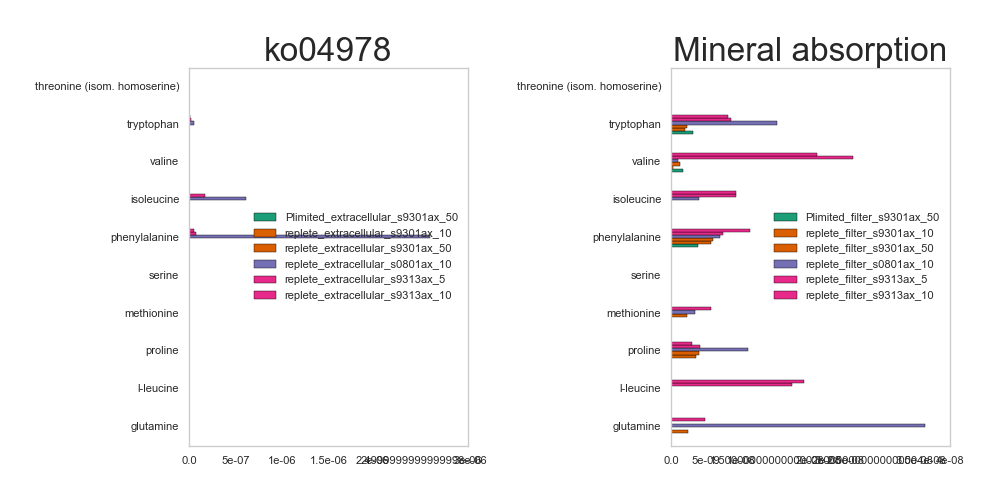 ko04978
threonine (isom. homoserine)
tryptophan
valine
isoleucine
phenylalanine
serine
methionine
proline
l-leucine
glutamine
Plimited_extracellular_s9301ax_50
replete_extracellular_s9301ax_10
replete_extracellular_s9301ax_50
replete_extracellular_s0801ax_10
replete_extracellular_s9313ax_5
replete_extracellular_s9313ax_10
0.0 5e-07 1e-06 1.5e-06
Mineral absorption
threonine (isom. homoserine)
tryptophan
valine
isoleucine
phenylalanine
serine
methionine
proline
l-leucine
glutamine
Plimited_filter_s9301ax_50
replete_filter_s9301ax_10
replete_filter_s9301ax_50
replete_filter_s0801ax_10
replete_filter_s9313ax_5
replete_filter_s9313ax_10
0.0